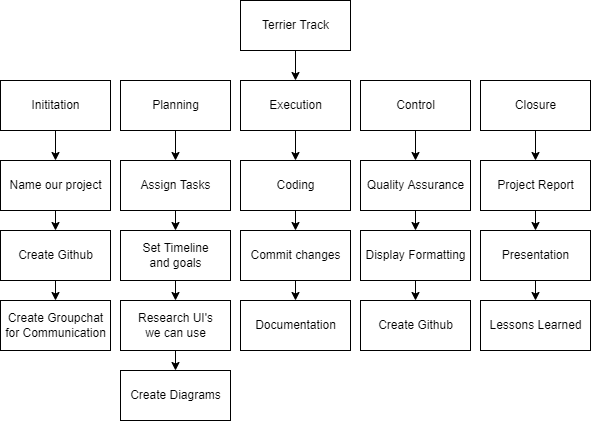 Terrier Track
Inititation
Planning
Execution
Control
Closure
Name our project
Assign Tasks
Coding
Quality Assurance
Project Report
Create Github
Set Timeline
and goals
Commit changes
Display Formatting
Presentation
Create Groupchat
for Communication
Research UI's
we can use
Documentation
Create Github
Lessons Learned
Create Diagrams